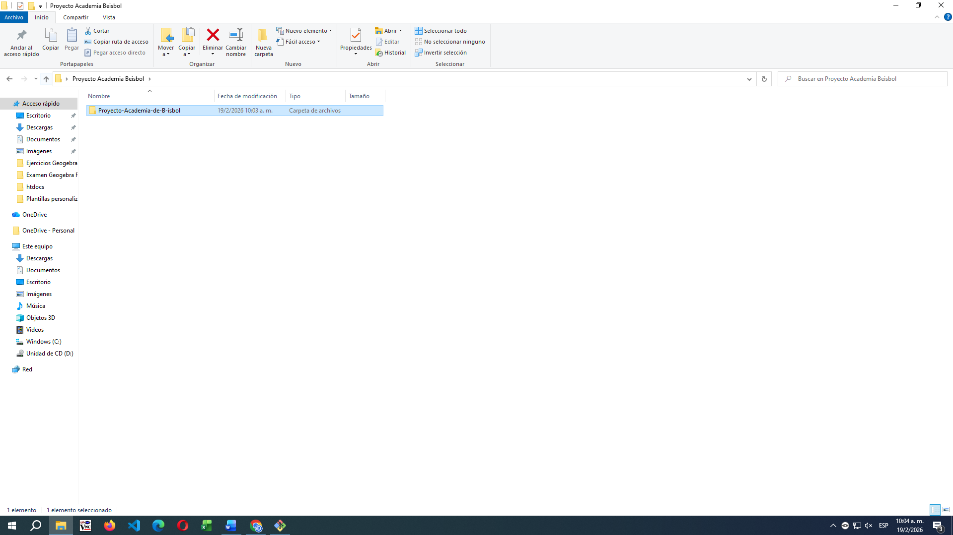 Proyecto Academia Beisbol
Archivo Inicio Compartir Vista
Anclar al acceso rápido
Copiar
Pegar
Cortar
Copiar ruta de acceso
Pegar acceso directo
Portapapeles
Mover a
Copiar a
Eliminar
Cambiar nombre
Organizar
Nueva carpeta
Nuevo elemento
Fácil acceso
Nuevo
Propiedades
Abrir
Editar
Historial
Abrir
Seleccionar todo
No seleccionar ninguno
Invertir selección
Seleccionar
Proyecto Academia Beisbol
Buscar en Proyecto Academia Beisbol
Nombre Fecha de modificación Tipo Tamaño
Proyecto-Academia-de-B-isbol 19/2/2026 10:03 a. m. Carpeta de archivos
Acceso rápido
Escritorio
Descargas
Documentos
Imágenes
Ejercicios Geogebra
Examen Geogebra F
htdocs
Plantillas personaliz
OneDrive
OneDrive - Personal
Este equipo
Descargas
Documentos
Escritorio
Imágenes
Música
Objetos 3D
Vídeos
Windows (C:)
Unidad de CD (D:)
Red
1 elemento 1 elemento seleccionado
ESP
10:04 a. m.
19/2/2026
3